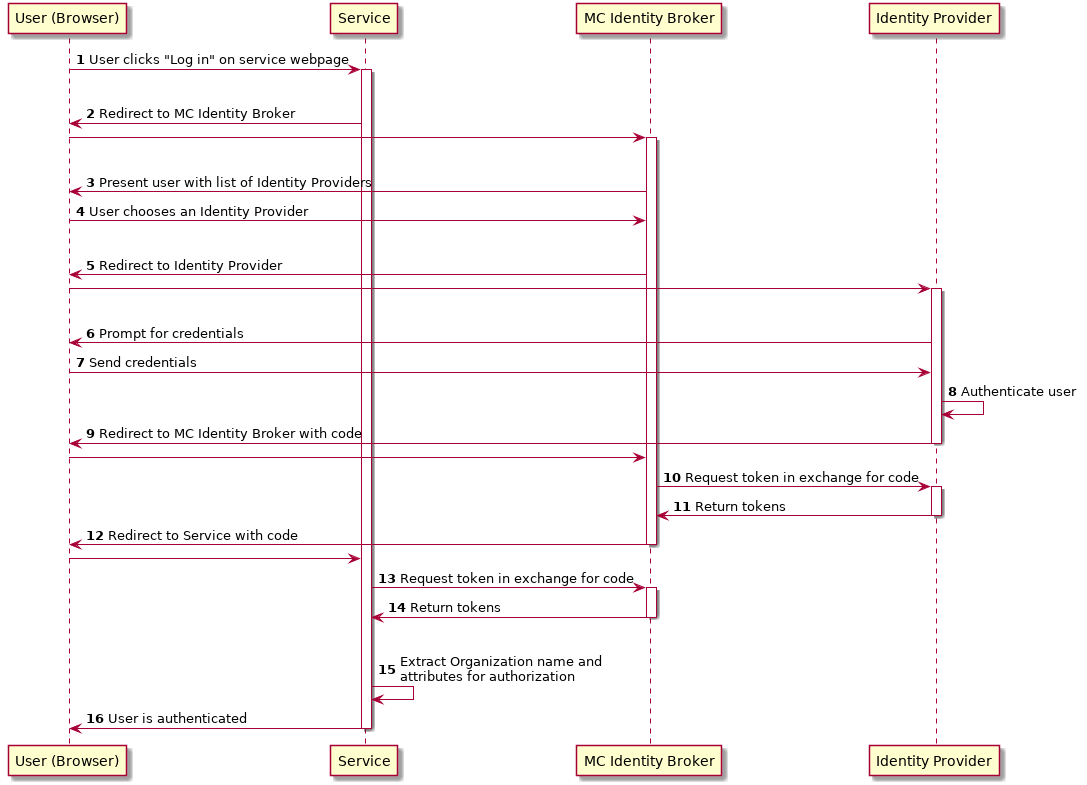 User (Browser)
Service
MC Identity Broker
Identity Provider
1 User clicks "Log in" on service webpage
2 Redirect to MC Identity Broker
3 Present user with list of Identity Providers
4 User chooses an Identity Provider
5 Redirect to Identity Provider
6 Prompt for credentials
7 Send credentials
8 Authenticate user
9 Redirect to MC Identity Broker with code
10 Request token in exchange for code
11 Return tokens
12 Redirect to Service with code
13 Request token in exchange for code
14 Return tokens
15 Extract Organization name and
attributes for authorization
16 User is authenticated
User (Browser)
Service
MC Identity Broker
Identity Provider